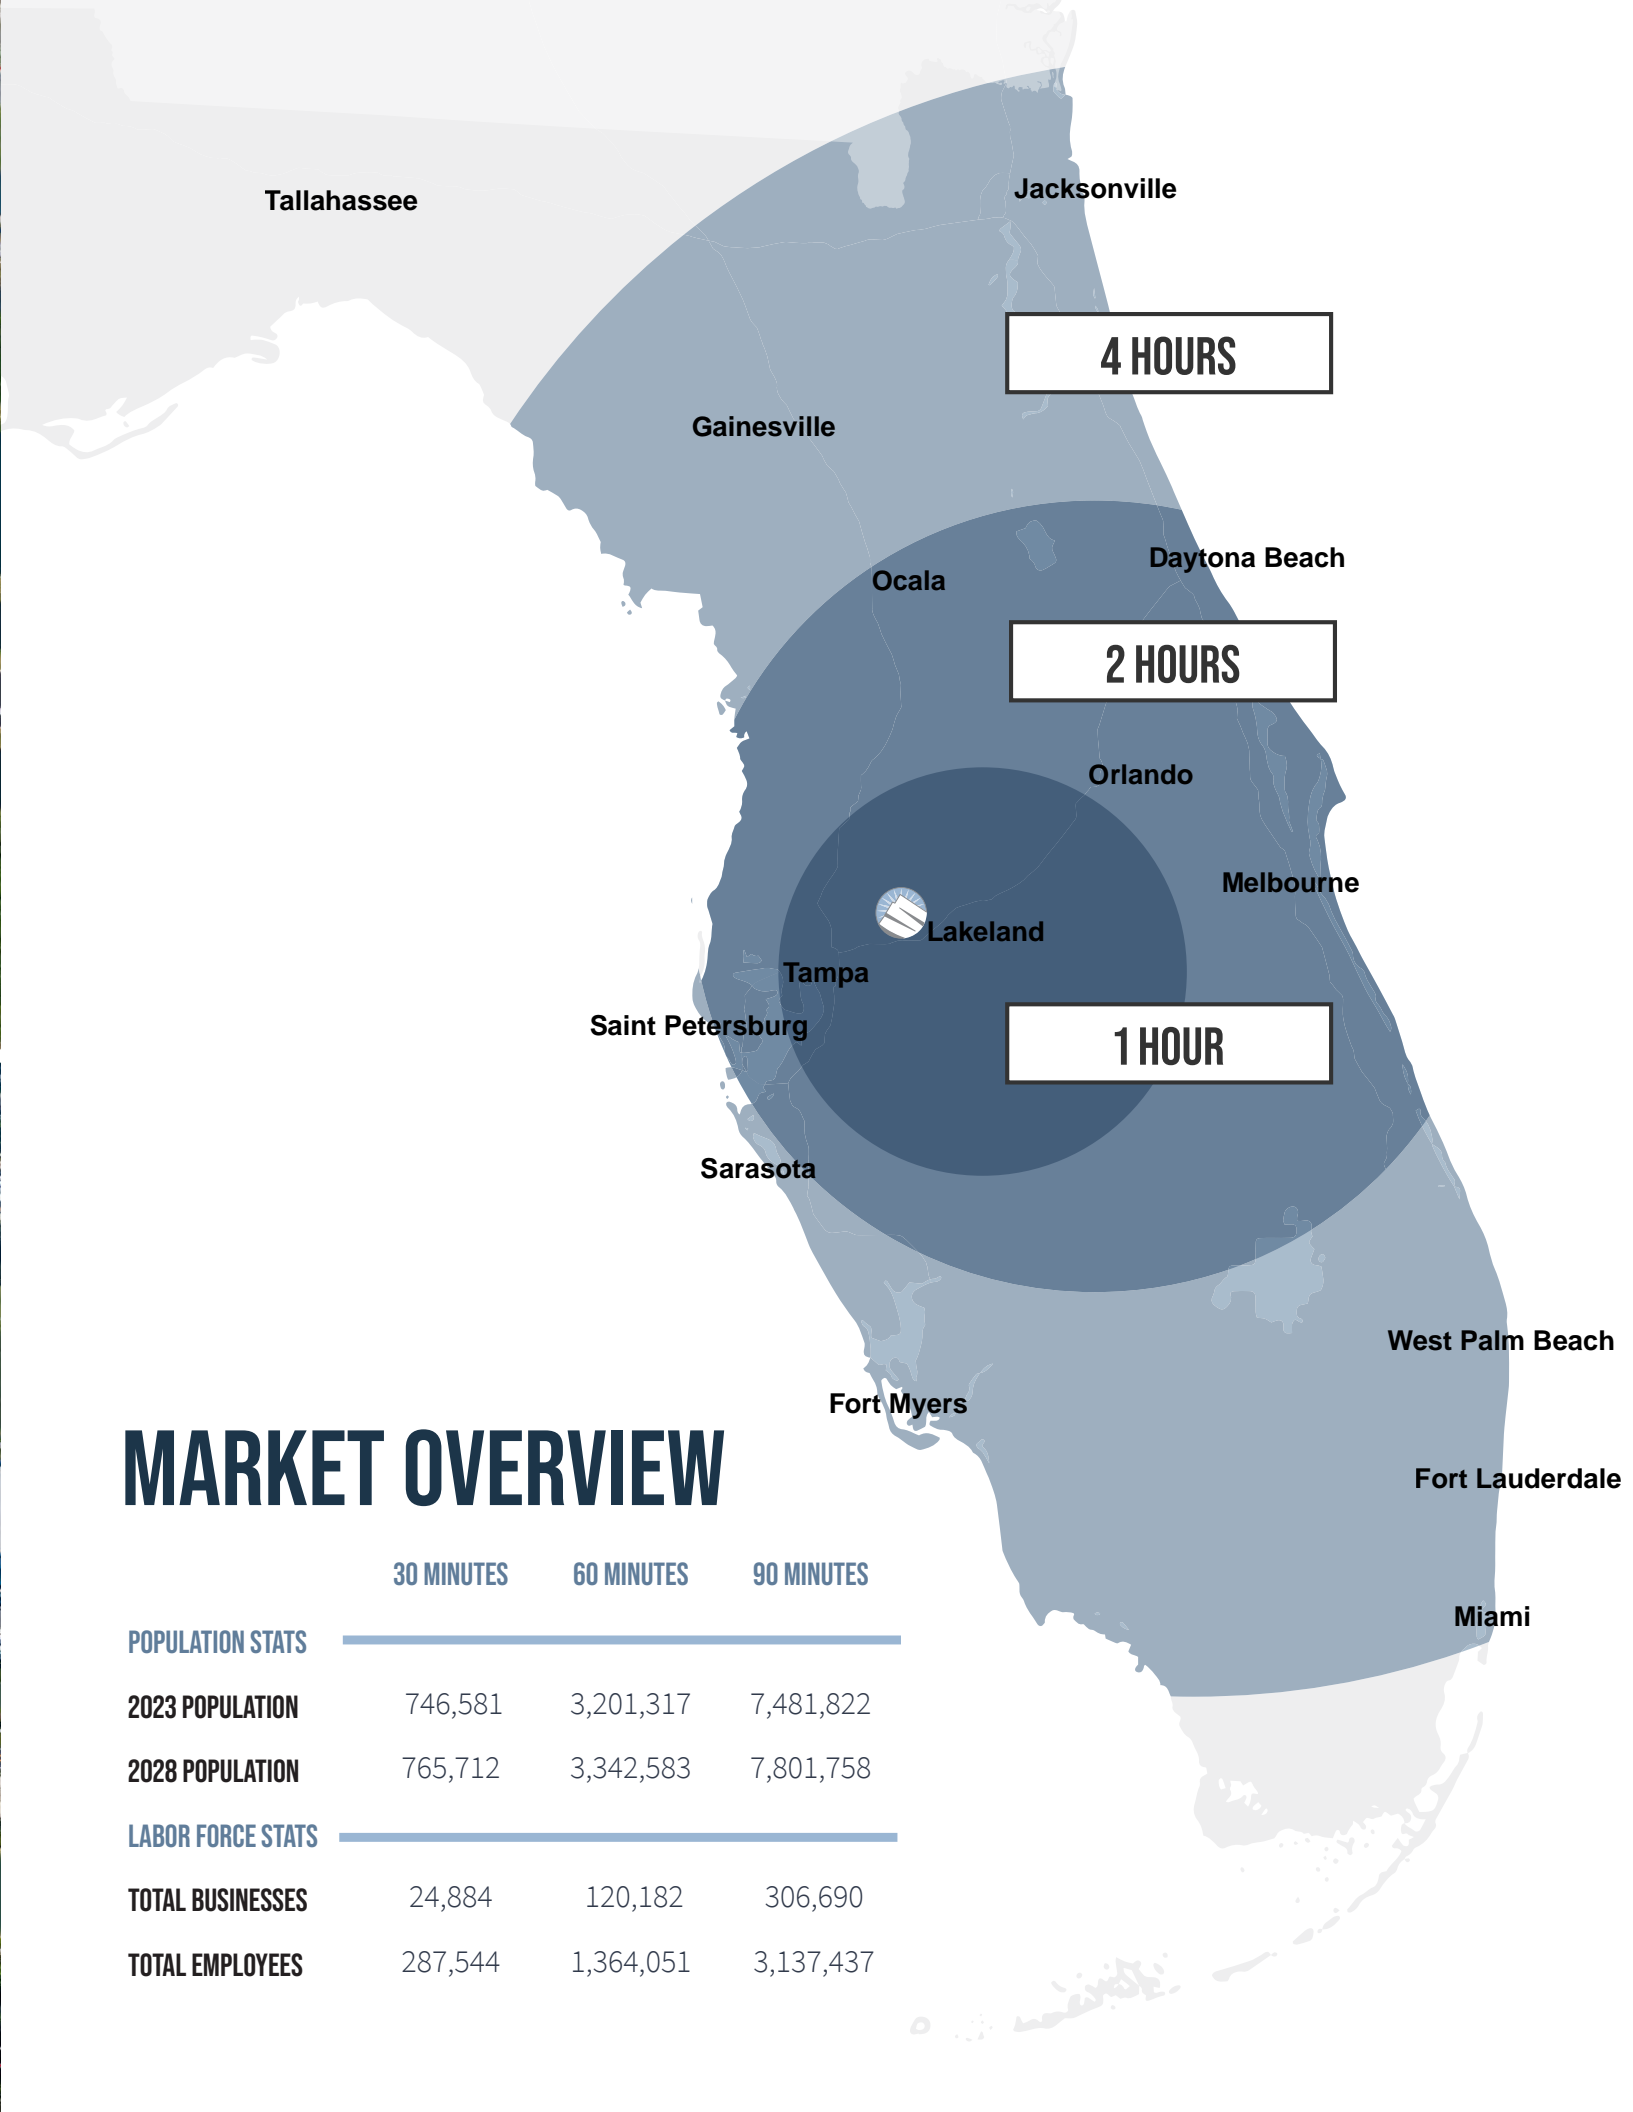 Tallahassee
Jacksonville
4 HOURS
Gainesville
Daytona Beach
Ocala
2 HOURS
Orlando
Melbourne
Lakeland
Tampa
Saint Petersburg
1 HOUR
Sarasota
West Palm Beach
Fort Myers
Fort Lauderdale
Miami
MARKET OVERVIEW
30 MINUTES 60 MINUTES 90 MINUTES
POPULATION STATS
2023 POPULATION 746,581 3,201,317 7,481,822
2028 POPULATION 765,712 3,342,583 7,801,758
LABOR FORCE STATS
TOTAL BUSINESSES 24,884 120,182 306,690
TOTAL EMPLOYEES 287,544 1,364,051 3,137,437